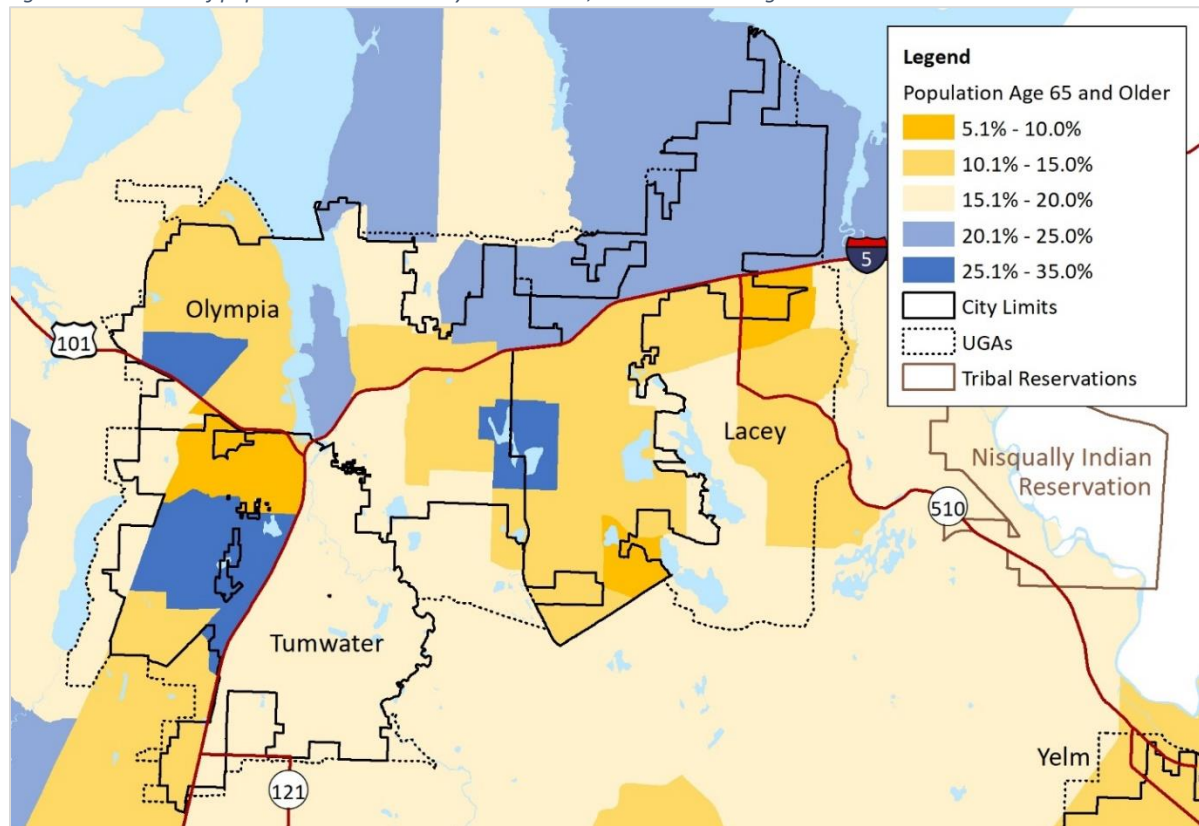 Legend
Population Age 65 and Older
5.1% - 10.0%
10.1% - 15.0%
15.1% - 20.0%
20.1% - 25.0%
25.1% - 35.0%
City Limits
UGAs
Tribal Reservations
5
Olympia
101
Lacey
Nisqually Indian
Reservation
510
Tumwater
Yelm
121